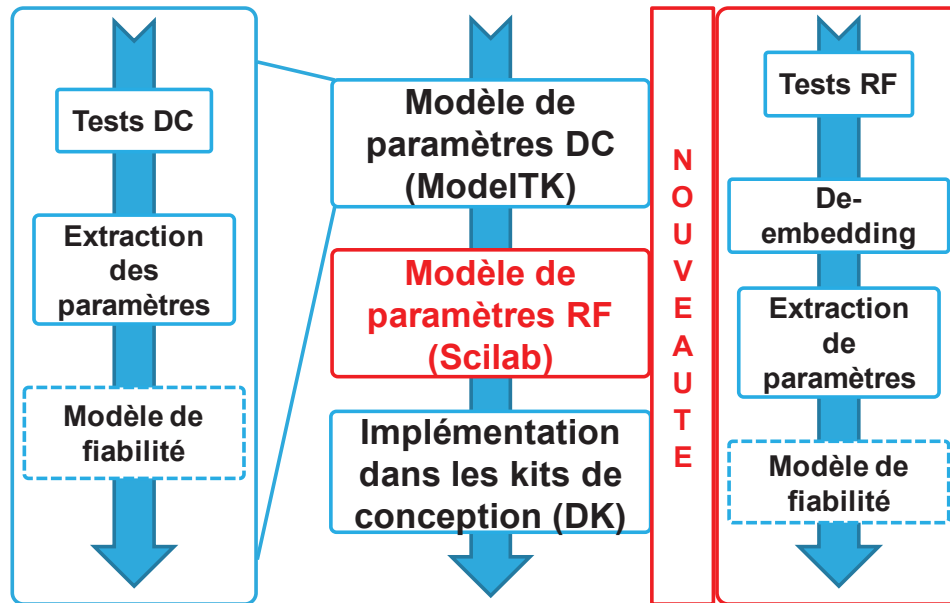 Tests DC
Extraction
des
paramètres
Modèle de
fiabilité
Modèle de
paramètres DC
(ModelTK)
Modèle de
paramètres RF
(Scilab)
Implémentation
dans les kits de
conception (DK)
N
O
U
V
E
A
U
T
E
Tests RF
De-
embedding
Extraction
de
paramètres
Modèle de
fiabilité